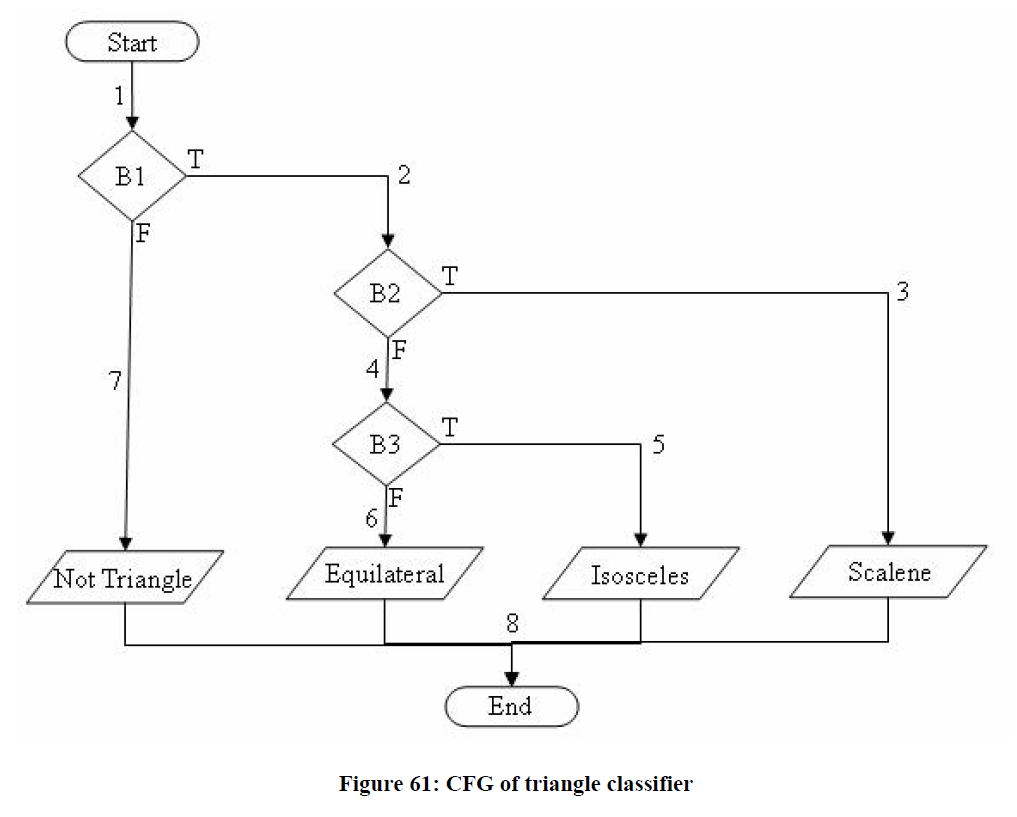 Start
1
B1
T
2
F
B2
T
3
F
4
7
B3
T
5
F
6
Not Triangle
Equilateral
Isosceles
Scalene
8
End
Figure 61: CFG of triangle classifier